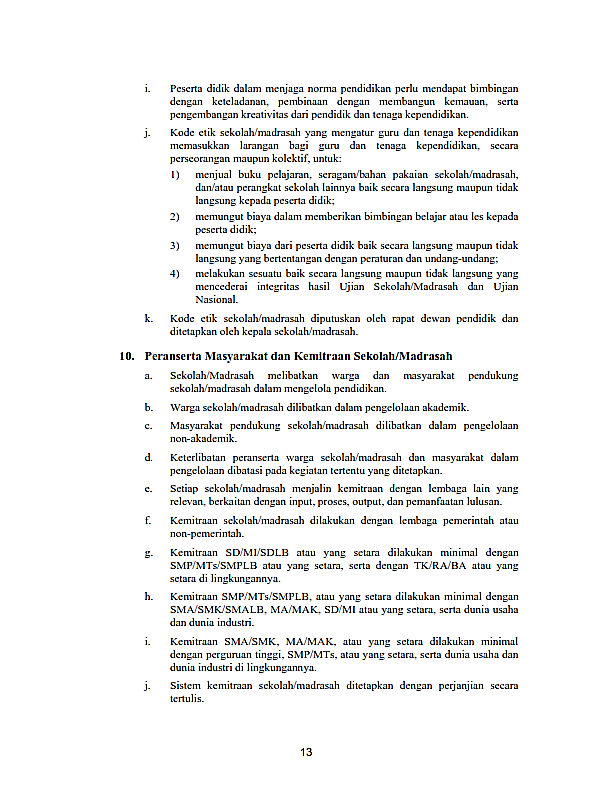 i. Peserta didik dalam menjaga norma pendidikan perlu mendapat bimbingan
dengan keteladanan, pembinaan dengan membangun kemauan, serta
pengembangan kreativitas dari pendidik dan tenaga kependidikan.
j. Kode etik sekolah/madrasah yang mengatur guru dan tenaga kependidikan
memasukkan larangan bagi guru dan tenaga kependidikan, secara
perseorangan maupun kolektif, untuk:
1) menjual buku pelajaran, seragam/bahan pakaian sekolah/madrasah,
dan/atau perangkat sekolah lainnya baik secara langsung maupun tidak
langsung kepada peserta didik;
2) memungut biaya dalam memberikan bimbingan belajar atau les kepada
peserta didik;
3) memungut biaya dari peserta didik baik secara langsung maupun tidak
langsung yang bertentangan dengan peraturan dan undang-undang;
4) melakukan sesuatu baik secara langsung maupun tidak langsung yang
mencederai integritas hasil Ujian Sekolah/Madrasah dan Ujian
Nasional.
k. Kode etik sekolah/madrasah diputuskan oleh rapat dewan pendidik dan
ditetapkan oleh kepala sekolah/madrasah.
10. Peranserta Masyarakat dan Kemitraan Sekolah/Madrasah
a. Sekolah/Madrasah melibatkan warga dan masyarakat pendukung
sekolah/madrasah dalam mengelola pendidikan.
b. Warga sekolah/madrasah dilibatkan dalam pengelolaan akademik.
c. Masyarakat pendukung sekolah/madrasah dilibatkan dalam pengelolaan
non-akademik.
d. Keterlibatan peranserta warga sekolah/madrasah dan masyarakat dalam
pengelolaan dibatasi pada kegiatan tertentu yang ditetapkan.
e. Setiap sekolah/madrasah menjalin kemitraan dengan lembaga lain yang
relevan, berkaitan dengan input, proses, output, dan pemanfaatan lulusan.
f. Kemitraan sekolah/madrasah dilakukan dengan lembaga pemerintah atau
non-pemerintah.
g. Kemitraan SD/MI/SDLB atau yang setara dilakukan minimal dengan
SMP/MTs/SMPLB atau yang setara, serta dengan TK/RA/BA atau yang
setara di lingkungannya.
h. Kemitraan SMP/MTs/SMPLB, atau yang setara dilakukan minimal dengan
SMA/SMK/SMALB, MA/MAK, SD/MI atau yang setara, serta dunia usaha
dan dunia industri.
i. Kemitraan SMA/SMK, MA/MAK, atau yang setara dilakukan minimal
dengan perguruan tinggi, SMP/MTs, atau yang setara, serta dunia usaha dan
dunia industri di lingkungannya.
j. Sistem kemitraan sekolah/madrasah ditetapkan dengan perjanjian secara
tertulis.
13